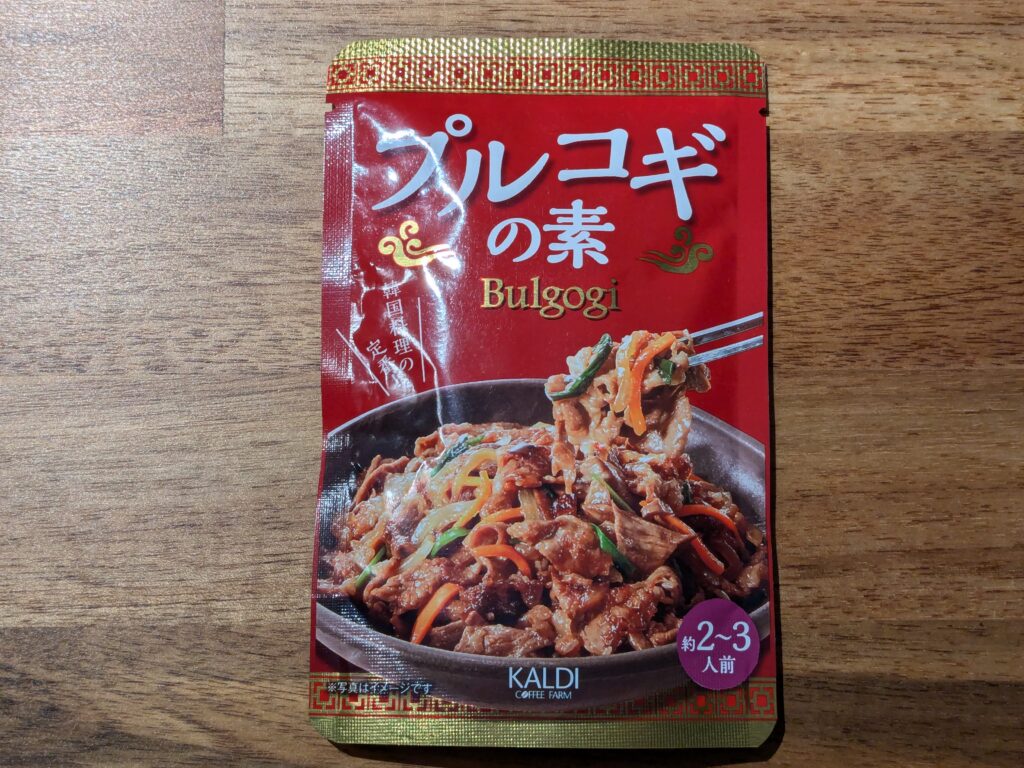 プルコギ
の素
Bulgogi
韓国料理の
定番
約2~3
人前
KALDI
COFFEE FARM
※写真はイメージです